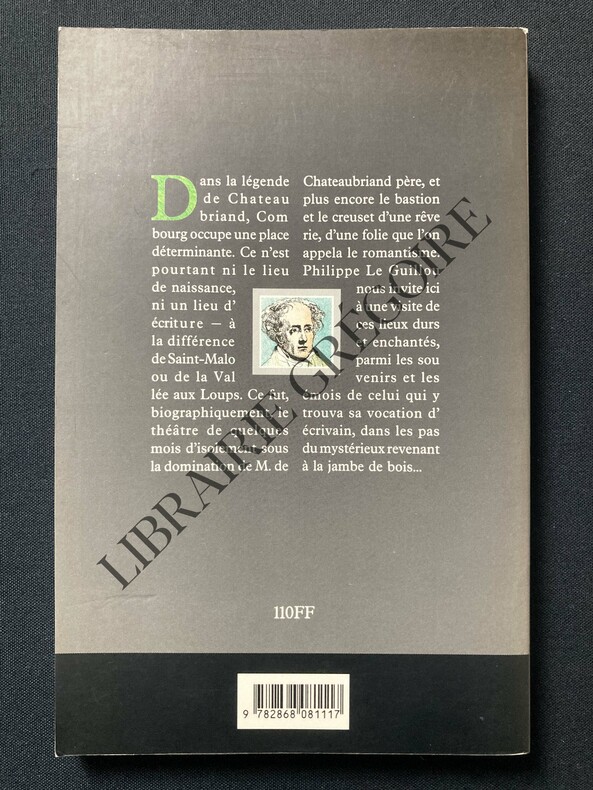 Dans la légende
de Chateau
briand, Com
bourg occupe une place
déterminante. Ce n'est
pourtant ni le lieu
de naissance,
ni un lieu d'
écriture – à
la différence
de Saint-Malo
ou de la Val
lée aux Loups. Ce fut,
biographiquement, le
théâtre de quelques
mois d'isolement sous
la domination de M. de
Chateaubriand père, et
plus encore le bastion
et le creuset d'une rêve
rie, d'une folie que l'on
appela le romantisme.
Philippe Le Guillou
nous invite ici
à une visite de
ces lieux durs
et enchantés,
parmi les sou
venirs et les
émois de celui qui y
trouva sa vocation d'
écrivain, dans les pas
du mystérieux revenant
à la jambe de bois...
LIBRAIRIE GRÉGOIRE
110FF
9 782868 081117